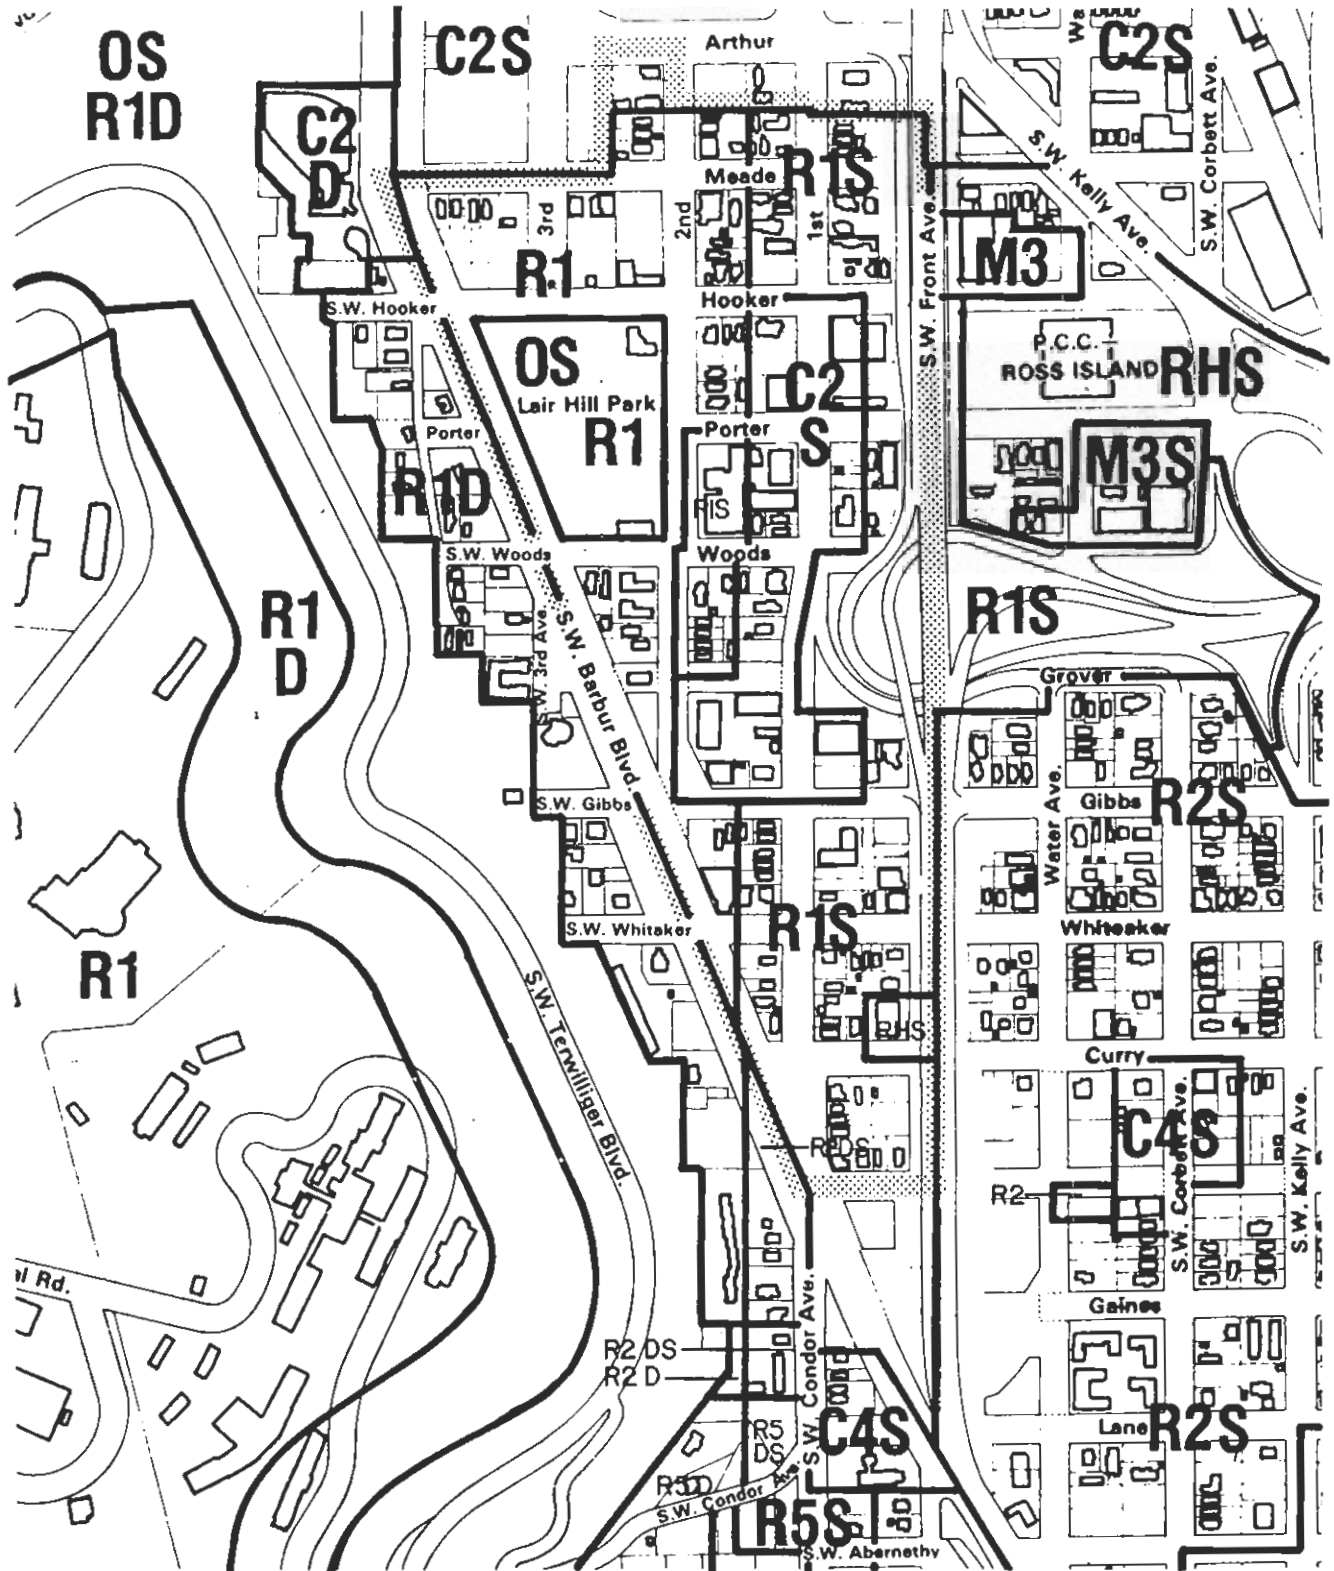 OS
R1D
C2S
Arthur
C2S
S.W. Corbett Ave.
C2
D
Meade
R1S
S.W. Kelly Ave.
3rd
2nd
1st
S.W. Front Ave.
M3
R1
S.W. Hooker
Hooker
OS
Lair Hill Park
R1
P.C.C.
ROSS ISLAND
RHS
C2
S
Porter
Porter
M3S
R1D
RIS
S.W. Woods
Woods
R1
D
S.W. 3rd Ave.
S.W. Barbur Blvd.
R1S
Grover
Water Ave.
S.W. Gibbs
Gibbs
R2S
S.W. Whitaker
R1S
Whiteaker
R1
S.W. Terwilliger Blvd.
RHS
Curry
C4S
S.W. Corbett Ave.
S.W. Kelly Ave.
R2
al Rd.
Gaines
R2 DS
R2 D
S.W. Condor Ave.
C4S
Lane
R2S
R5
DS
R5D
S.W. Condor Ave
R5S
S.W. Abernethy